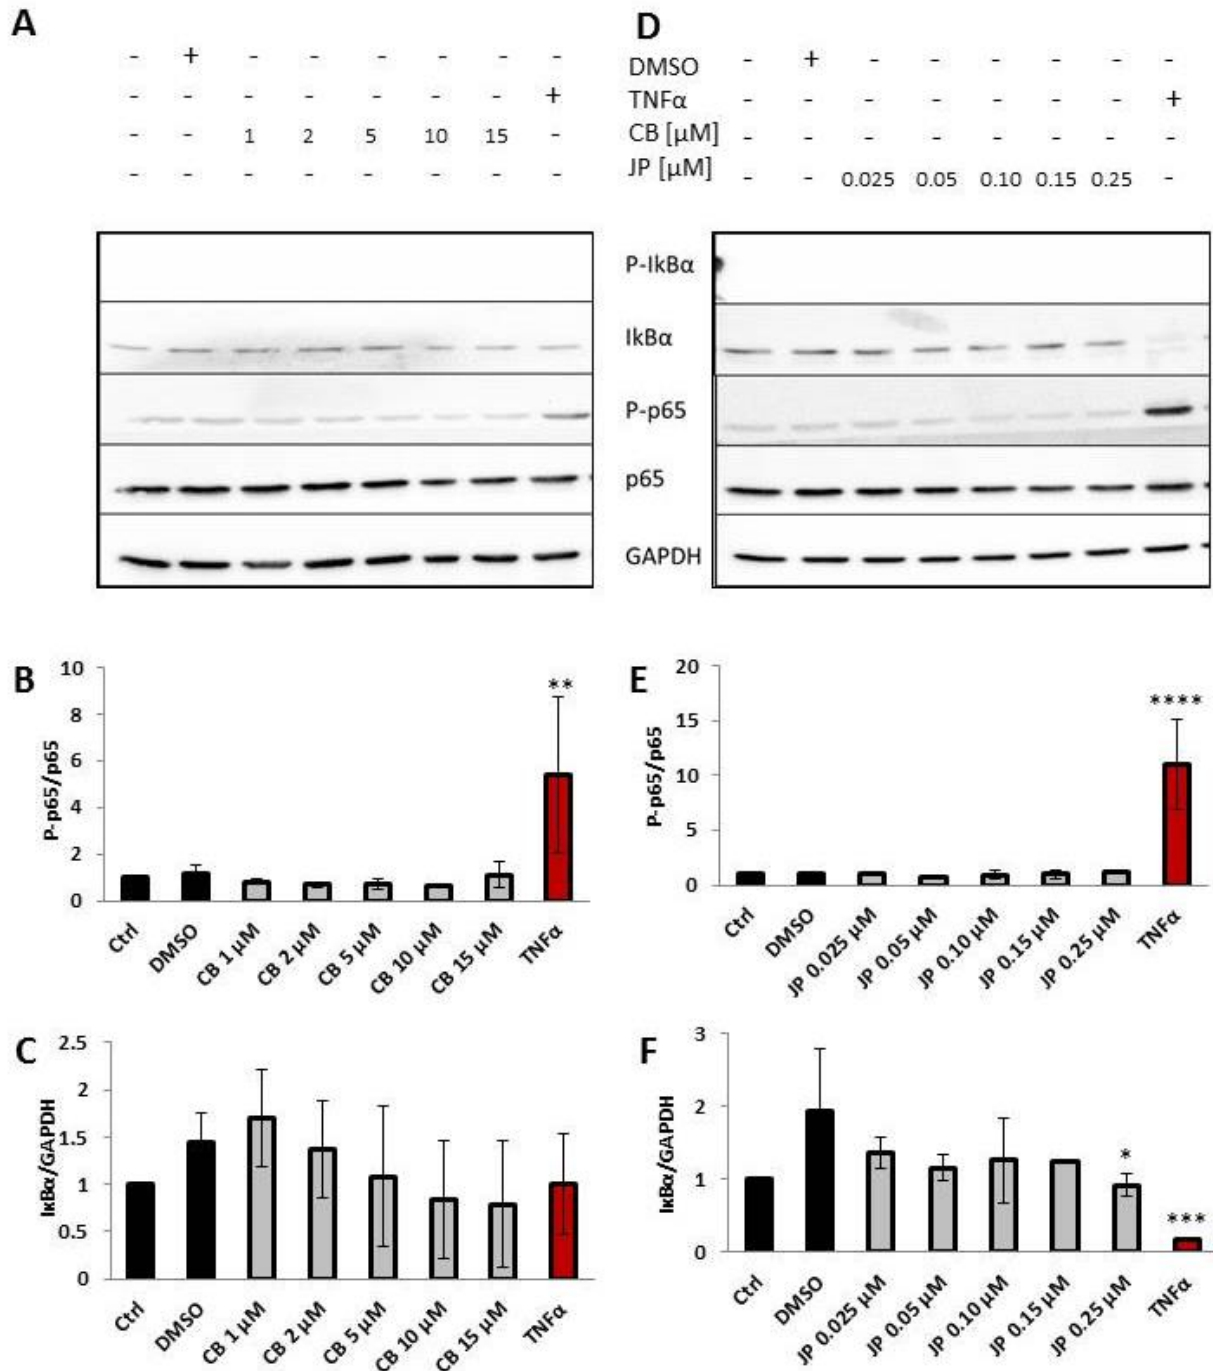 A
D
- + - - - - - -
DMSO - + - - - - - -
- - - - - - - +
TNFα - - - - - - - +
- - 1 2 5 10 15 -
CB [μM] - - - - - - - -
- - - - - - - -
JP [μM] - - 0.025 0.05 0.10 0.15 0.25 -
P-IkBα
IkBα
P-p65
p65
GAPDH
B
P-p65/p65
10
8
6
4
2
0
**
Ctrl
DMSO
CB 1 μM
CB 2 μM
CB 5 μM
CB 10 μM
CB 15 μM
TNFα
E
P-p65/p65
20
15
10
5
0
****
Ctrl
DMSO
JP 0.025 μM
JP 0.05 μM
JP 0.10 μM
JP 0.15 μM
JP 0.25 μM
TNFα
C
IκBα/GAPDH
2.5
2
1.5
1
0.5
0
Ctrl
DMSO
CB 1 μM
CB 2 μM
CB 5 μM
CB 10 μM
CB 15 μM
TNFα
F
IκBα/GAPDH
3
2
1
0
*
***
Ctrl
DMSO
JP 0.025 μM
JP 0.05 μM
JP 0.10 μM
JP 0.15 μM
JP 0.25 μM
TNFα